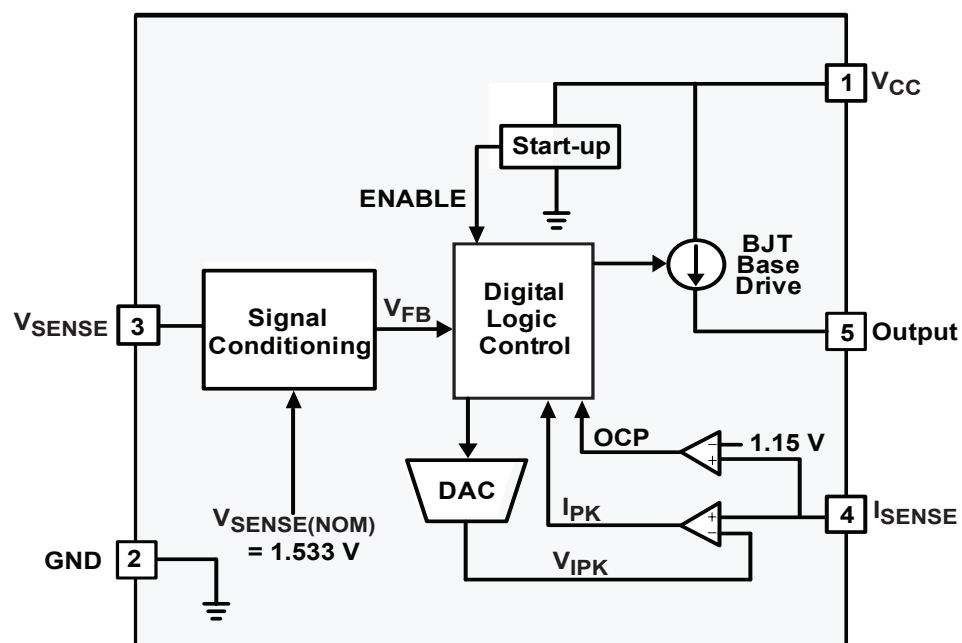 1 VCC
Start-up
ENABLE
BJT
Base
Drive
Digital
Logic
Control
VSENSE 3
Signal
Conditioning
VFB
5 Output
OCP
- 1.15 V
+
DAC
IPK
+
-
4 ISENSE
VSENSE(NOM)
= 1.533 V
GND 2
VIPK